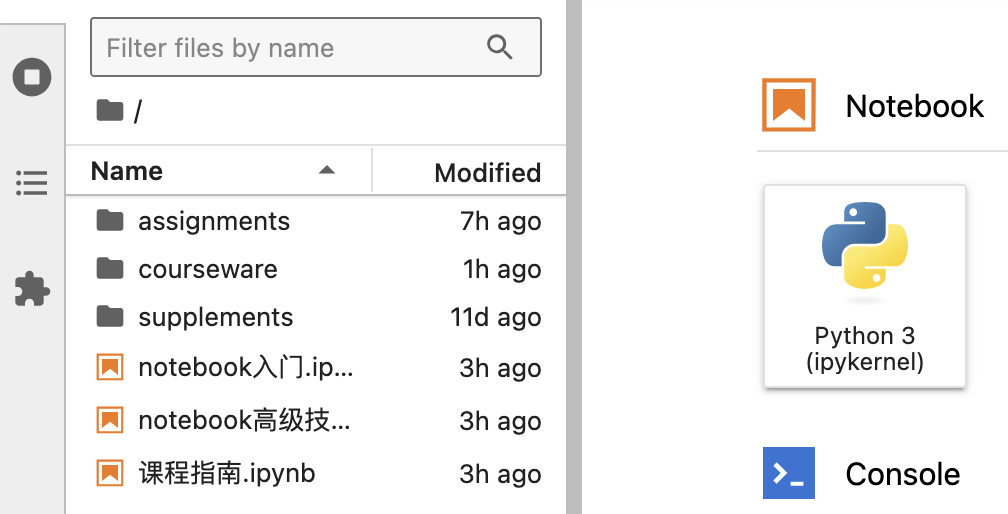 Filter files by name
/
Name Modified
assignments 7h ago
courseware 1h ago
supplements 11d ago
notebook入门.ip... 3h ago
notebook高级技... 3h ago
课程指南.ipynb 3h ago
Notebook
Python 3
(ipykernel)
Console